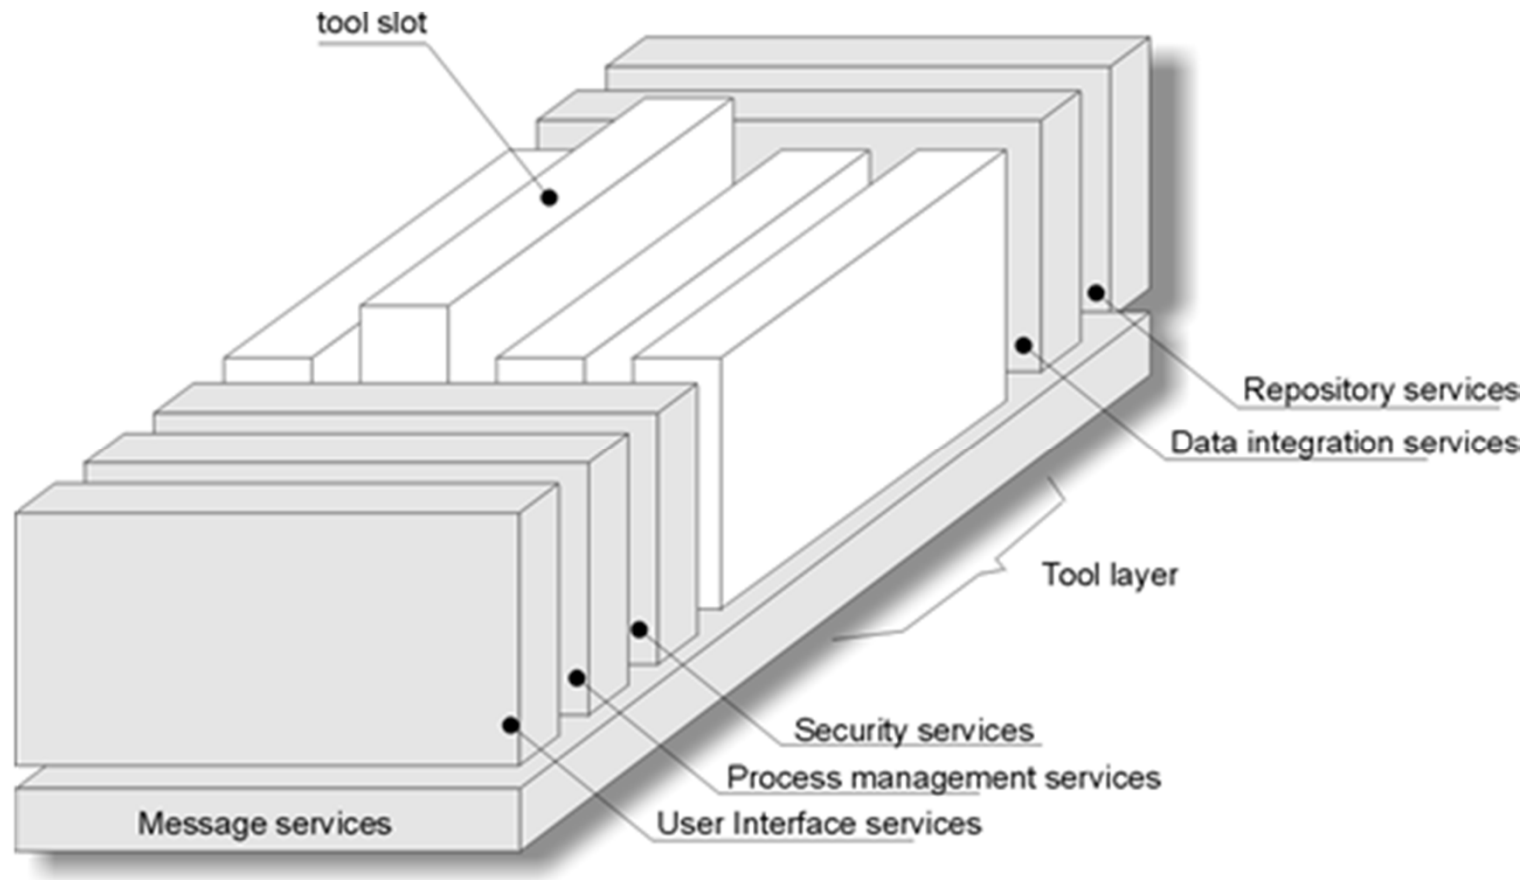 tool slot
Repository services
Data integration services
Tool layer
Security services
Process management services
User Interface services
Message services